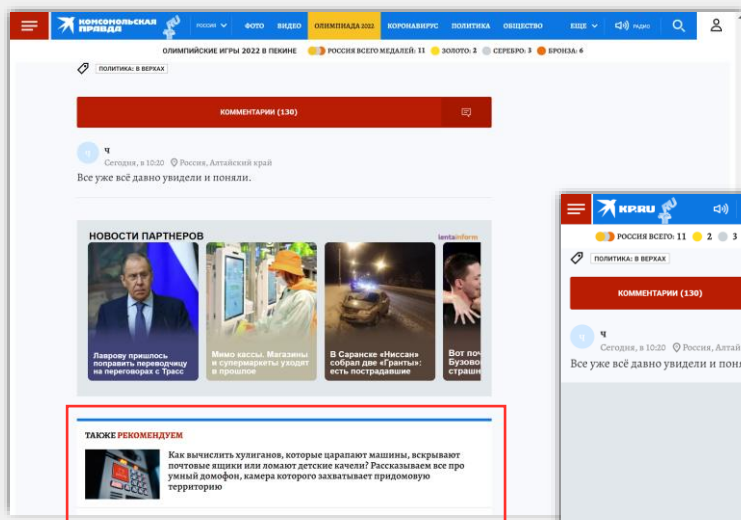 КОМСОМОЛЬСКАЯ ПРАВДА РОССИЯ ФОТО ВИДЕО ОЛИМПИАДА 2022 КОРОНАВИРУС ПОЛИТИКА ОБЩЕСТВО ЕЩЕ РАДИО
ОЛИМПИЙСКИЕ ИГРЫ 2022 В ПЕКИНЕ РОССИЯ ВСЕГО МЕДАЛЕЙ: 11 ЗОЛОТО: 2 СЕРЕБРО: 3 БРОНЗА: 6
ПОЛИТИКА: В ВЕРХАХ
КОММЕНТАРИИ (130)
Ч
ч
Сегодня, в 10:20 Россия, Алтайский край
Все уже всё давно увидели и поняли.
НОВОСТИ ПАРТНЕРОВ
lentainform
Лаврову пришлось
поправить переводчицу
на переговорах с Трасс
Мимо кассы. Магазины
и супермаркеты уходят
в прошлое
В Саранске «Ниссан»
собрал две «Гранты»:
есть пострадавшие
Вот поч
Бузово
страшн
ТАКЖЕ РЕКОМЕНДУЕМ
Как вычислить хулиганов, которые царапают машины, вскрывают
почтовые ящики или ломают детские качели? Рассказываем все про
умный домофон, камера которого захватывает придомовую
территорию
KP.RU
РОССИЯ ВСЕГО: 11 2 3
ПОЛИТИКА: В ВЕРХАХ
КОММЕНТАРИИ (130)
Ч
ч
Сегодня, в 10:20 Россия, Алтай
Все уже всё давно увидели и поня